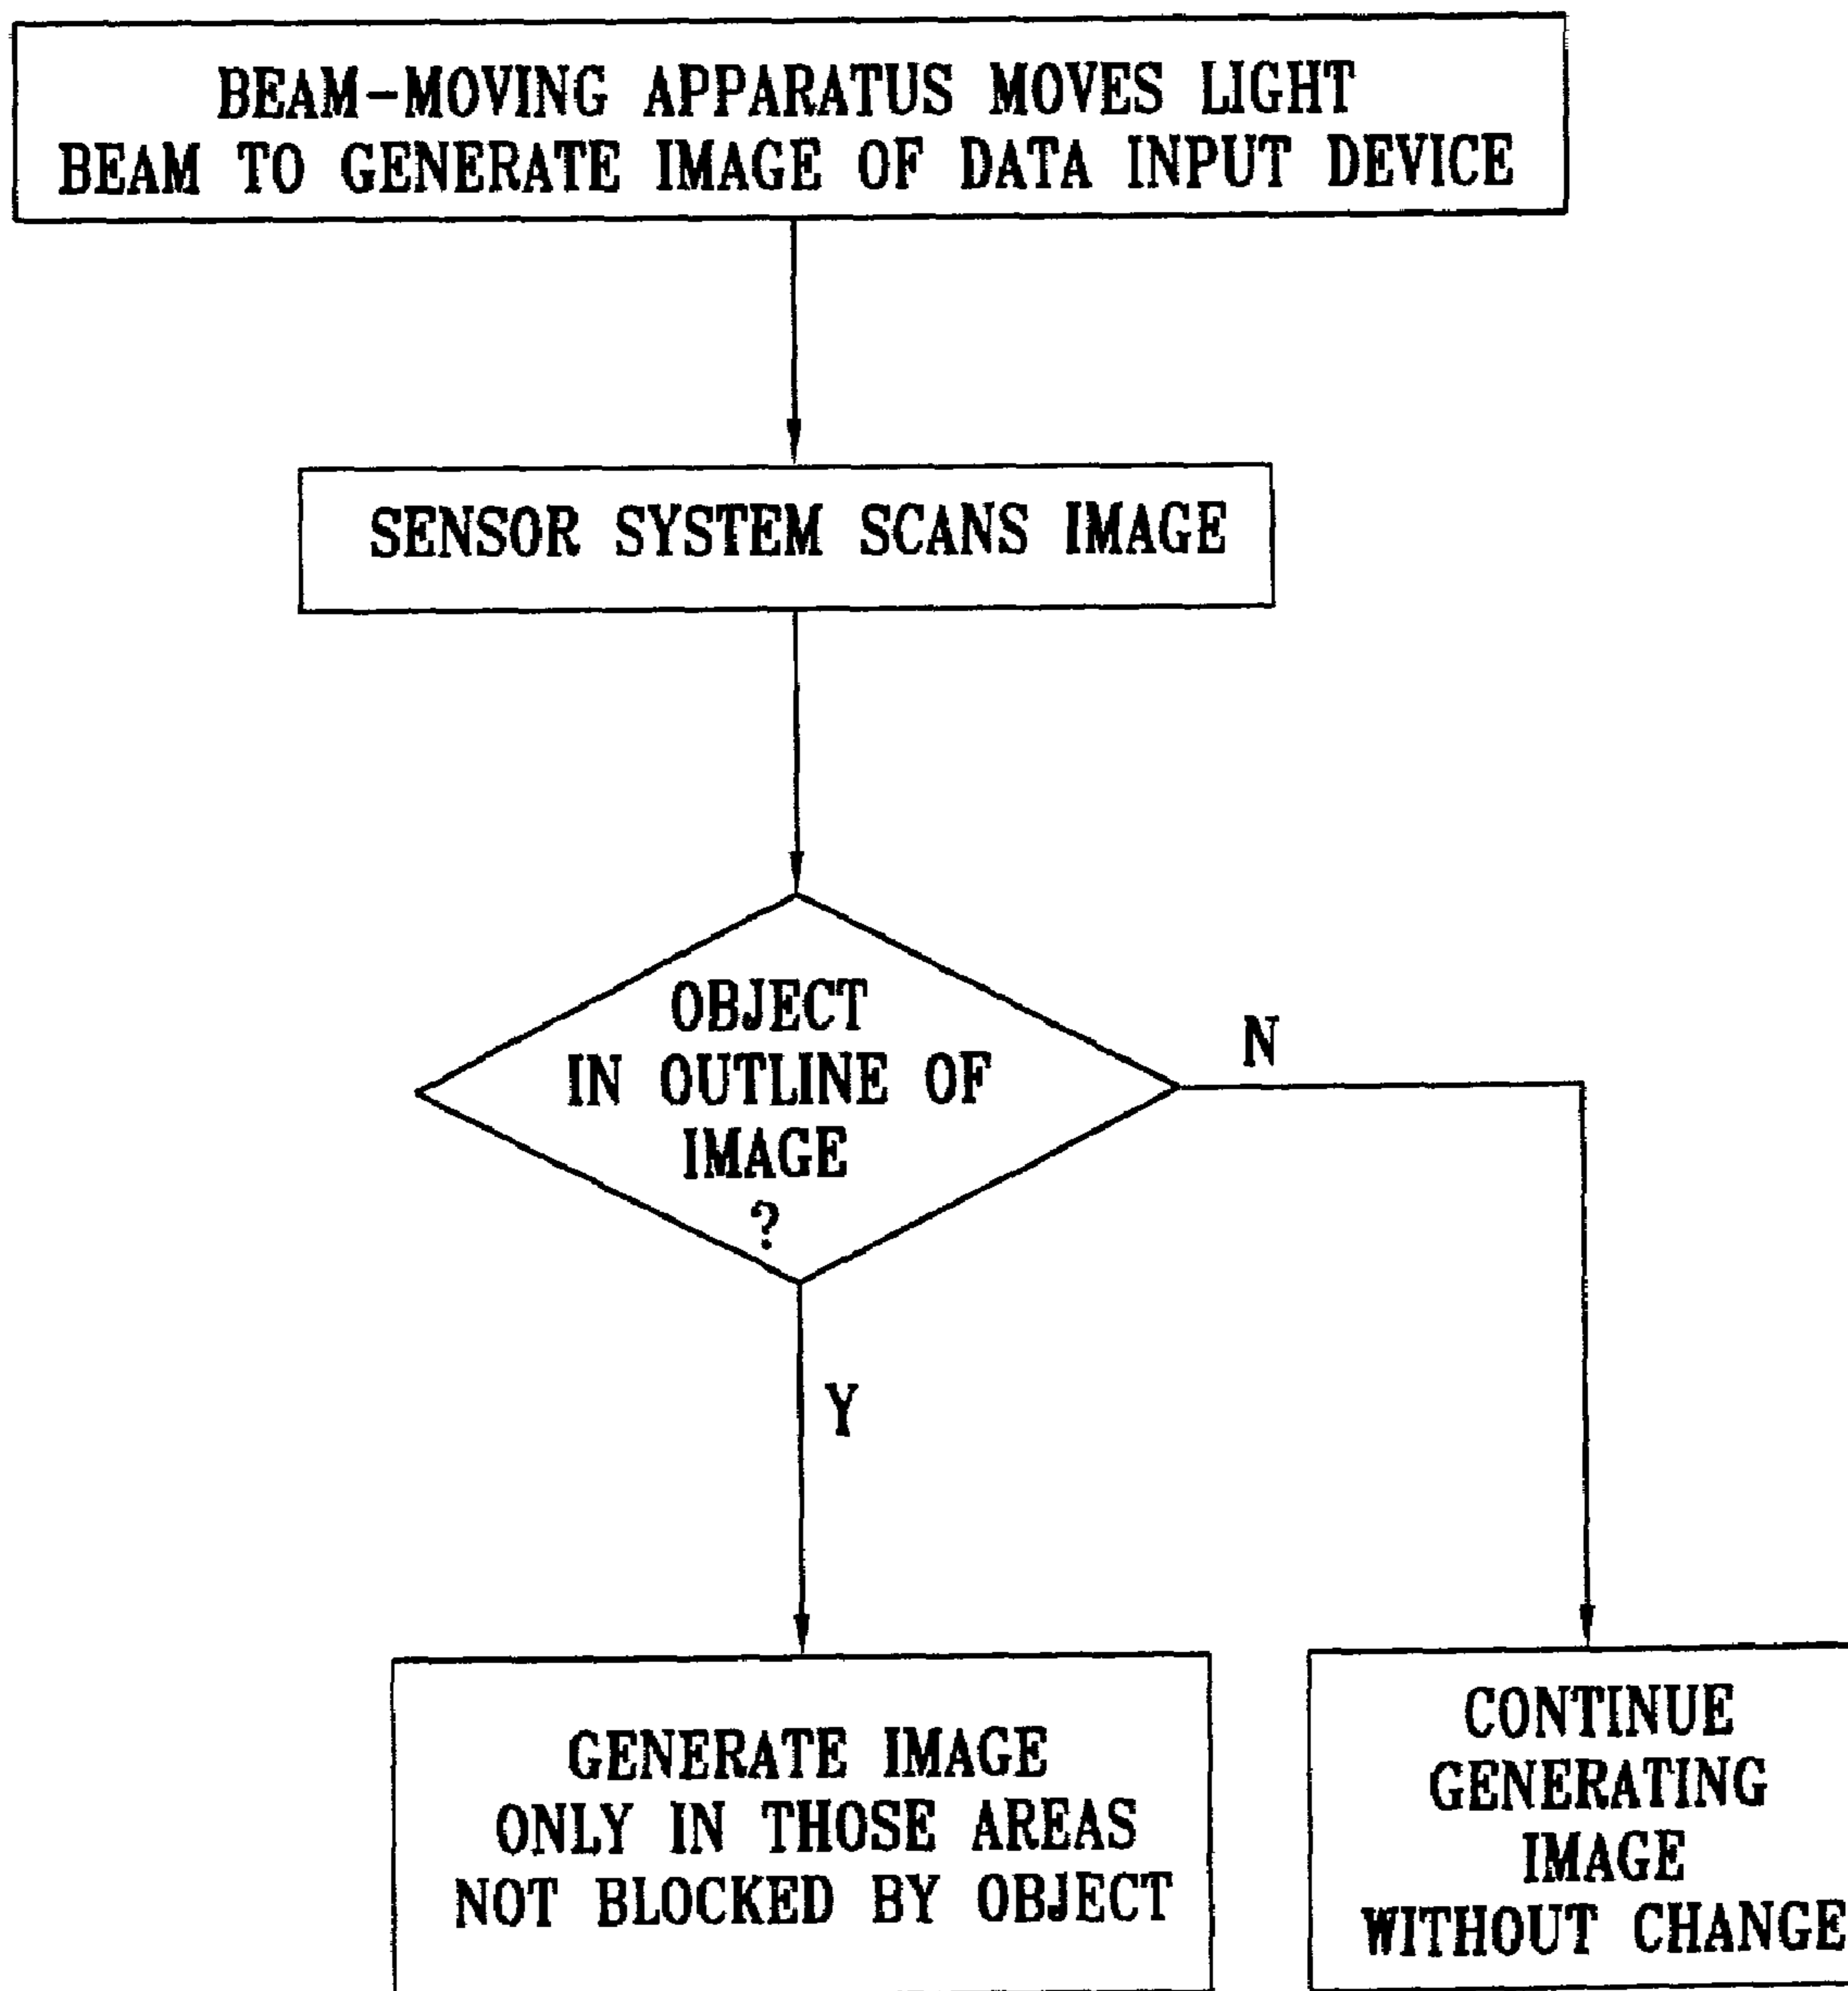 BEAM-MOVING APPARATUS MOVES LIGHT
BEAM TO GENERATE IMAGE OF DATA INPUT DEVICE
SENSOR SYSTEM SCANS IMAGE
OBJECT
IN OUTLINE OF
IMAGE
?
N
Y
GENERATE IMAGE
ONLY IN THOSE AREAS
NOT BLOCKED BY OBJECT
CONTINUE
GENERATING
IMAGE
WITHOUT CHANGE